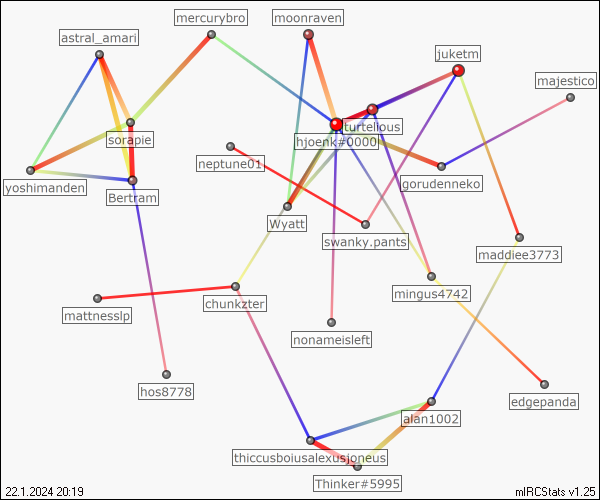 mercurybro
moonraven
astral_amari
juketm
majestico
turtellous
sorapie
hjoenk#0000
neptune01
yoshimanden
gorudenneko
Bertram
Wyatt
swanky.pants
maddiee3773
mingus4742
chunkzter
mattnesslp
nonameisleft
hos8778
edgepanda
alan1002
thiccusboiusalexusjoneus
Thinker#5995
22.1.2024 20:19
mIRCStats v1.25